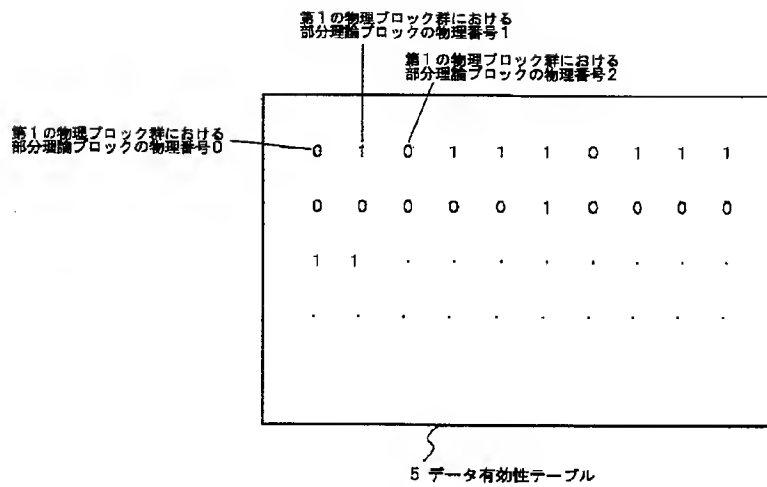 第1の物理ブロック群における
部分理論ブロックの物理番号1
第1の物理ブロック群における
部分理論ブロックの物理番号2
第1の物理ブロック群における
部分理論ブロックの物理番号0
0 1 0 1 1 1 0 1 1 1
0 0 0 0 0 1 0 0 0 0
1 1 . . . . . . . .
. . . . . . . . . .
5 データ有効性テーブル